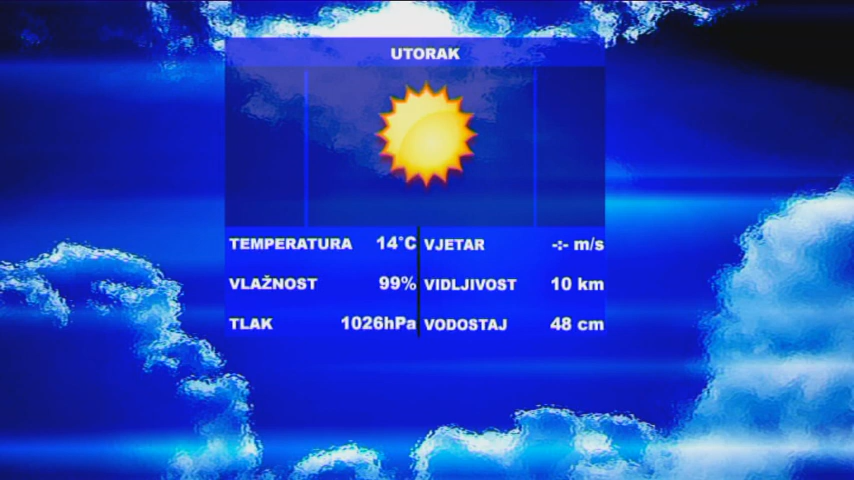 UTORAK
TEMPERATURA 14°C VJETAR -:- m/s
VLAŽNOST 99% VIDLJIVOST 10 km
TLAK 1026hPa VODOSTAJ 48 cm